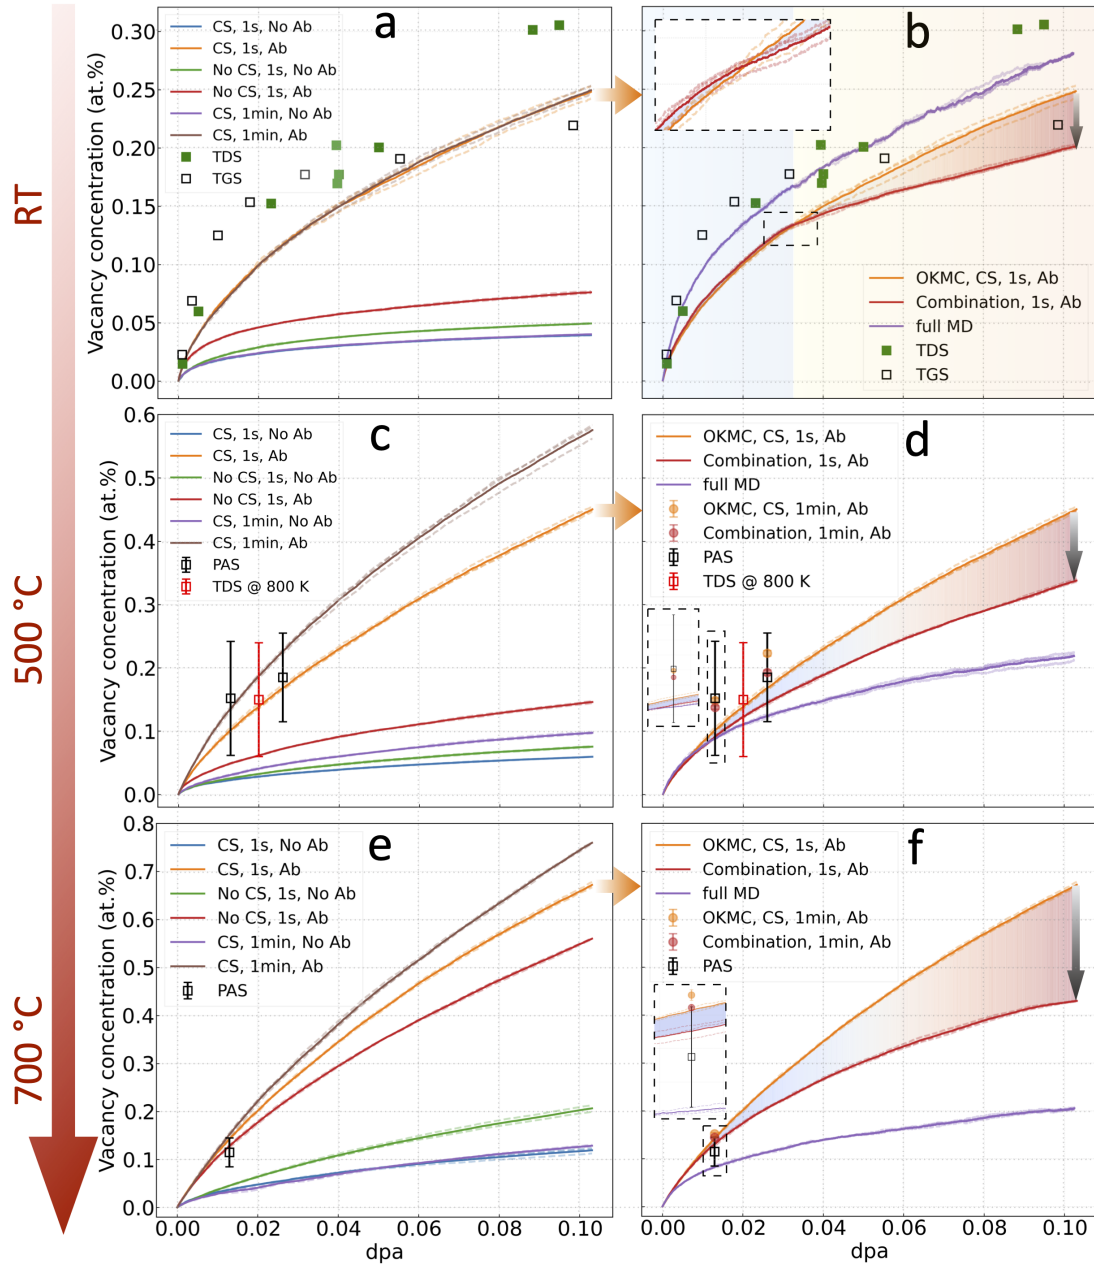 RT
500 °C
700 °C
a
Vacancy concentration (at.%)
0.30
0.25
0.20
0.15
0.10
0.05
0.00
CS, 1s, No Ab
CS, 1s, Ab
No CS, 1s, No Ab
No CS, 1s, Ab
CS, 1min, No Ab
CS, 1min, Ab
TDS
TGS
b
OKMC, CS, 1s, Ab
Combination, 1s, Ab
full MD
TDS
TGS
c
Vacancy concentration (at.%)
0.6
0.5
0.4
0.3
0.2
0.1
0.0
CS, 1s, No Ab
CS, 1s, Ab
No CS, 1s, No Ab
No CS, 1s, Ab
CS, 1min, No Ab
CS, 1min, Ab
PAS
TDS @ 800 K
d
OKMC, CS, 1s, Ab
Combination, 1s, Ab
full MD
OKMC, CS, 1min, Ab
Combination, 1min, Ab
PAS
TDS @ 800 K
e
Vacancy concentration (at.%)
0.8
0.7
0.6
0.5
0.4
0.3
0.2
0.1
0.0
CS, 1s, No Ab
CS, 1s, Ab
No CS, 1s, No Ab
No CS, 1s, Ab
CS, 1min, No Ab
CS, 1min, Ab
PAS
0.00 0.02 0.04 0.06 0.08 0.10
dpa
f
OKMC, CS, 1s, Ab
Combination, 1s, Ab
full MD
OKMC, CS, 1min, Ab
Combination, 1min, Ab
PAS
0.00 0.02 0.04 0.06 0.08 0.10
dpa